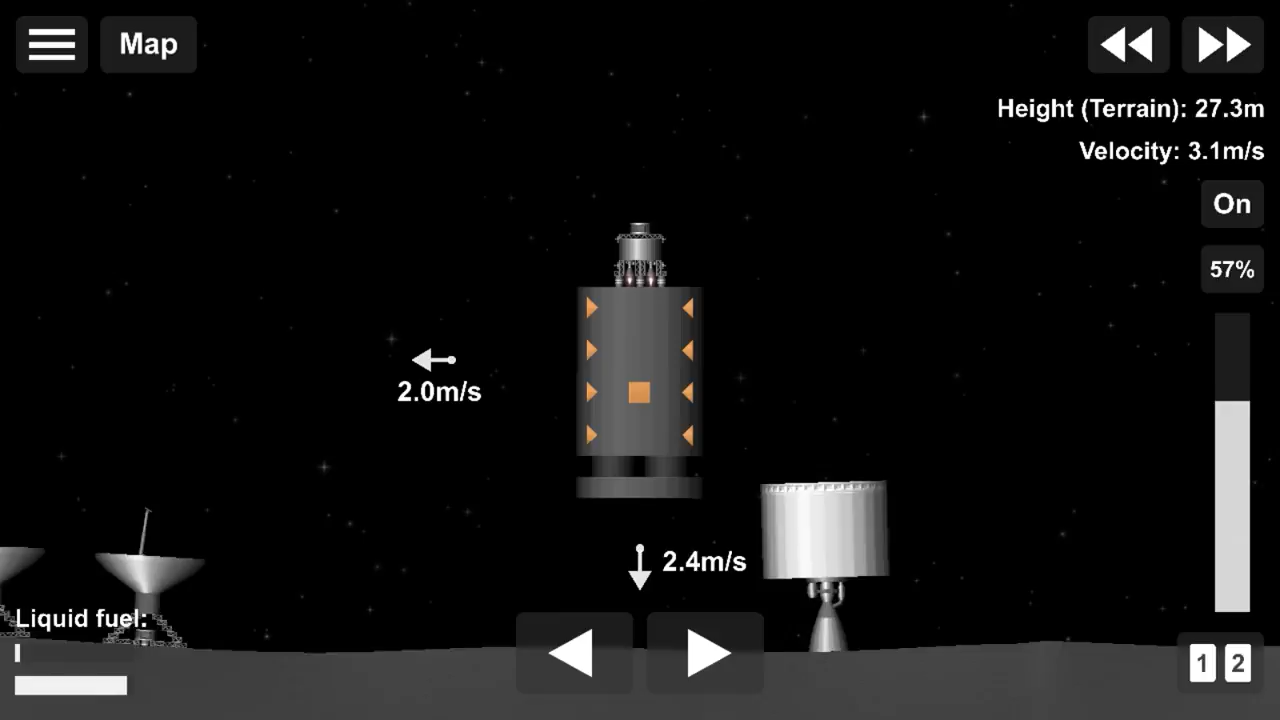 Map
Height (Terrain): 27.3m
Velocity: 3.1m/s
On
57%
2.0m/s
2.4m/s
Liquid fuel:
1 2